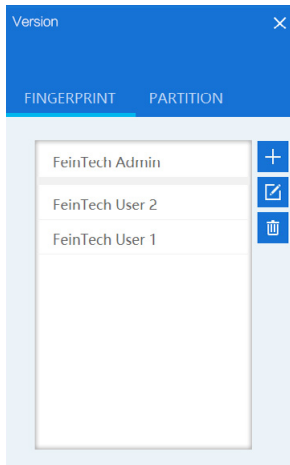 Version
FINGERPRINT PARTITION
FeinTech Admin
FeinTech User 2
FeinTech User 1